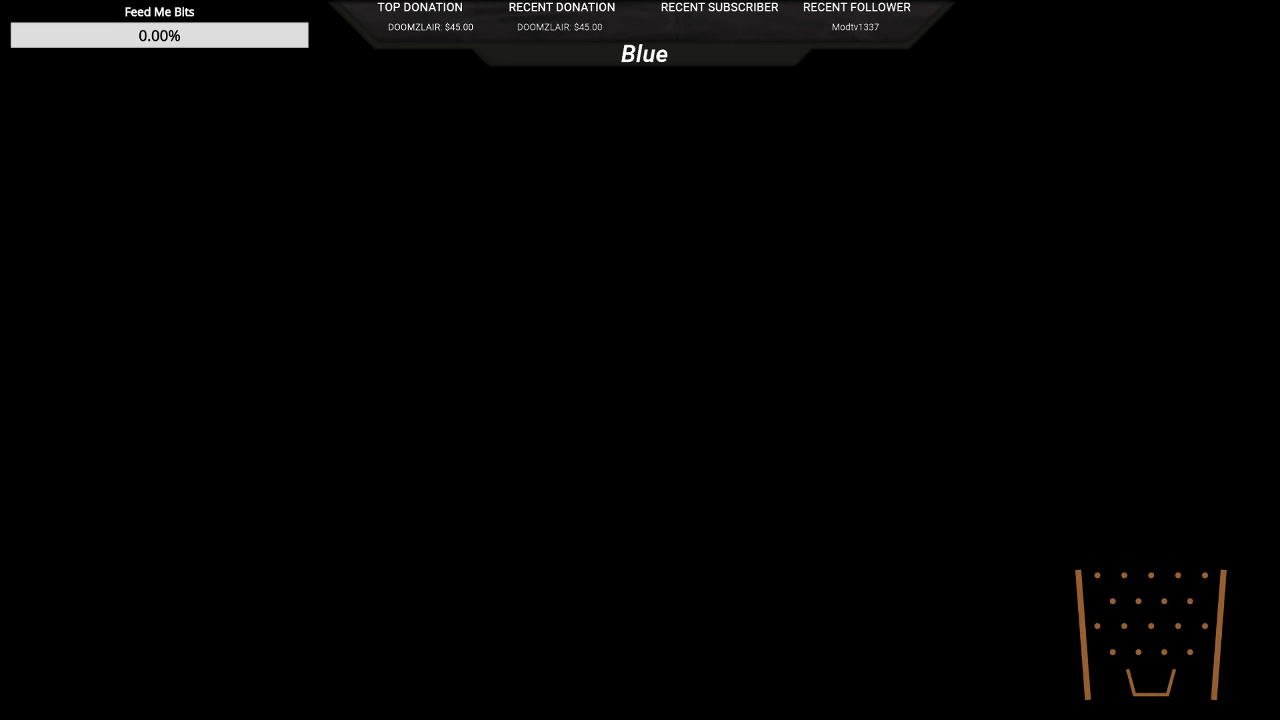 Feed Me Bits
0.00%
TOP DONATION
DOOMZLAIR: $45.00
RECENT DONATION
DOOMZLAIR: $45.00
RECENT SUBSCRIBER
RECENT FOLLOWER
Modtv1337
Blue